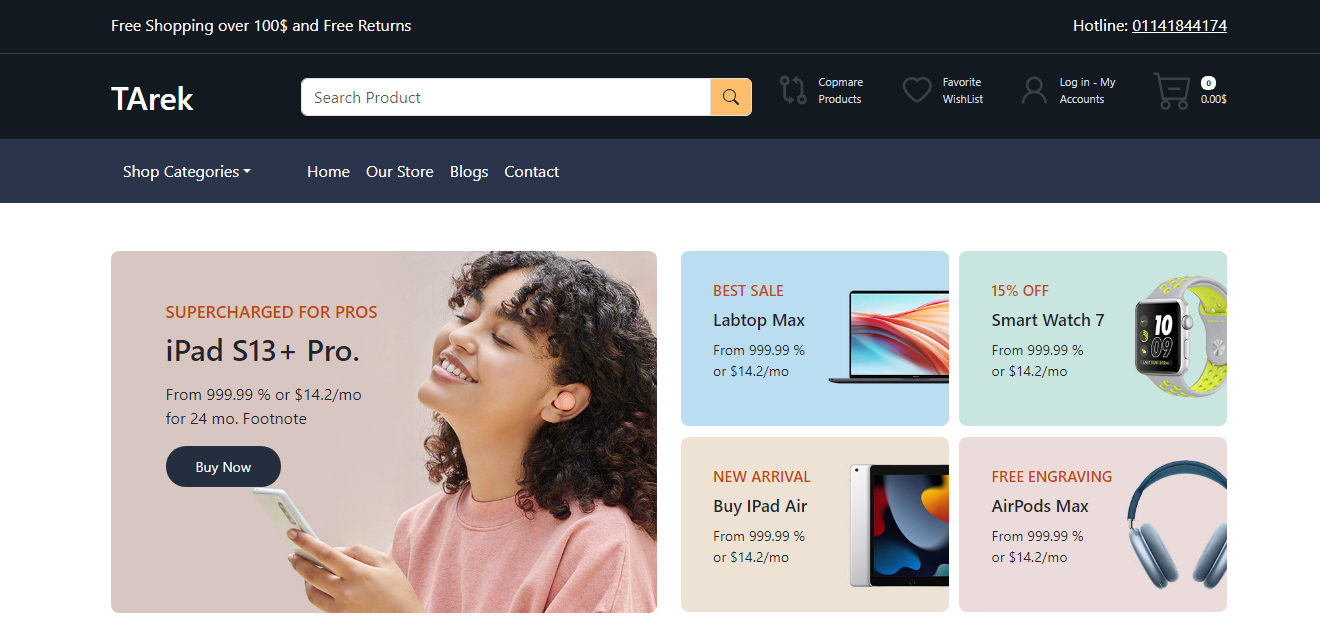 Free Shopping over 100$ and Free Returns
Hotline: 01141844174
TArek
Search Product
Copmare
Products
Favorite
WishList
Log in - My
Accounts
0
0.00$
Shop Categories
Home
Our Store
Blogs
Contact
SUPERCHARGED FOR PROS
iPad S13+ Pro.
From 999.99 % or $14.2/mo
for 24 mo. Footnote
Buy Now
BEST SALE
Labtop Max
From 999.99 %
or $14.2/mo
15% OFF
Smart Watch 7
From 999.99 %
or $14.2/mo
10
09
NEW ARRIVAL
Buy IPad Air
From 999.99 %
or $14.2/mo
FREE ENGRAVING
AirPods Max
From 999.99 %
or $14.2/mo